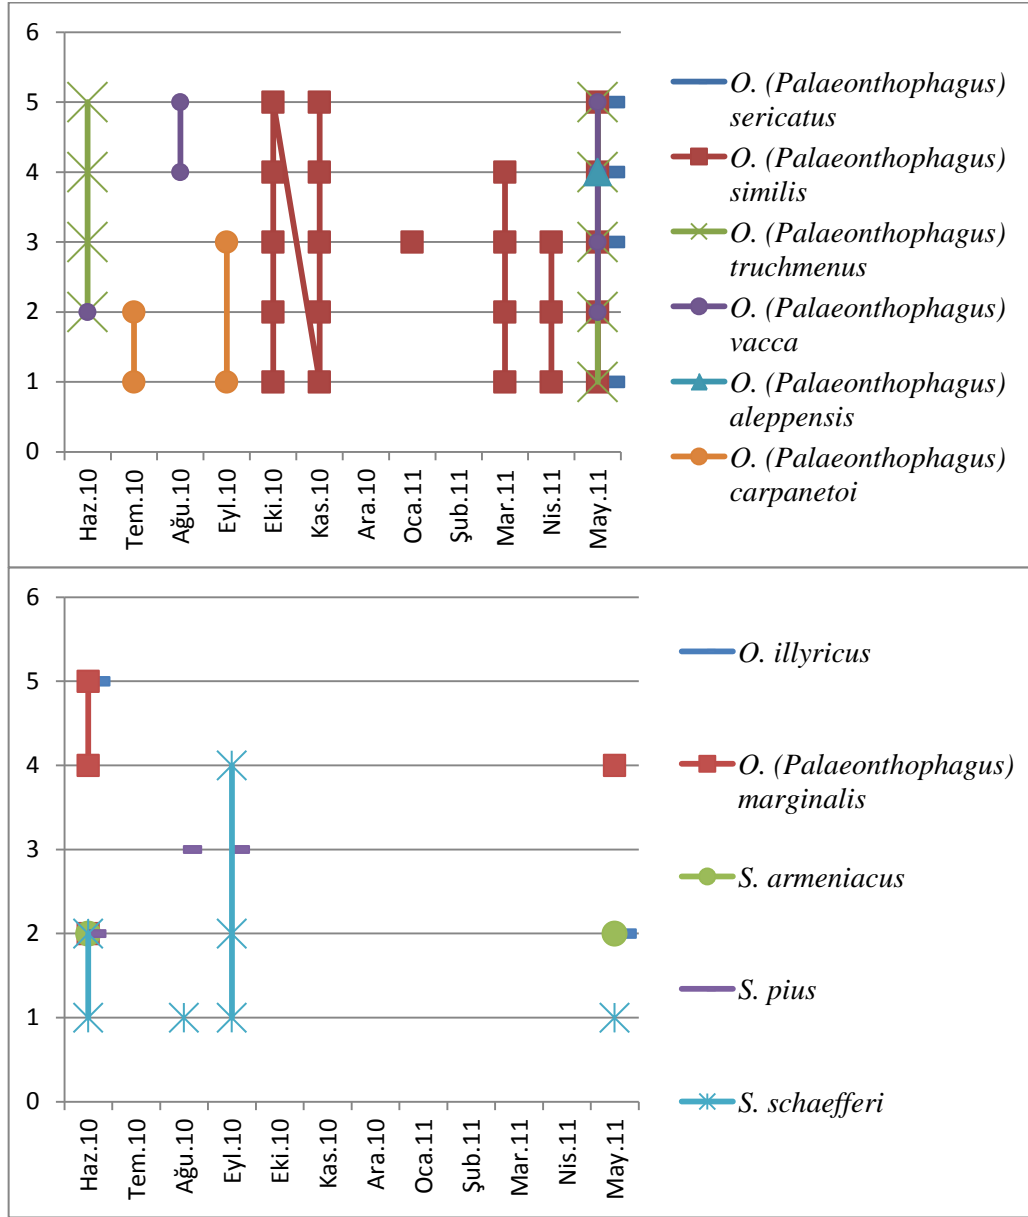 6
5
4
3
2
1
0
Haz.10
Tem.10
Ağu.10
Eyl.10
Eki.10
Kas.10
Ara.10
Oca.11
Şub.11
Mar.11
Nis.11
May.11
O. (Palaeonthophagus)
sericatus
O. (Palaeonthophagus)
similis
O. (Palaeonthophagus)
truchmenus
O. (Palaeonthophagus)
vacca
O. (Palaeonthophagus)
aleppensis
O. (Palaeonthophagus)
carpanetoi
6
5
4
3
2
1
0
Haz.10
Tem.10
Ağu.10
Eyl.10
Eki.10
Kas.10
Ara.10
Oca.11
Şub.11
Mar.11
Nis.11
May.11
O. illyricus
O. (Palaeonthophagus)
marginalis
S. armeniacus
S. pius
S. schaefferi